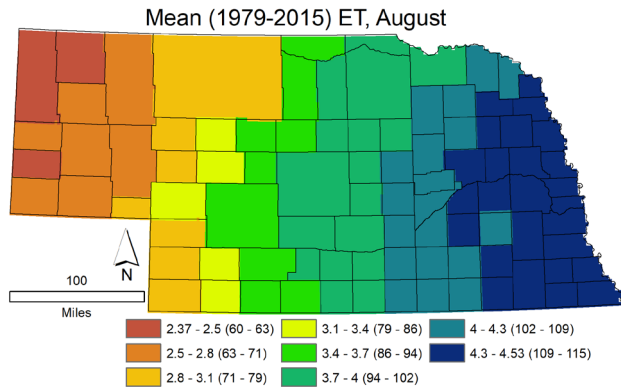 Mean (1979-2015) ET, August
N
100
Miles
2.37 - 2.5 (60 - 63)
2.5 - 2.8 (63 - 71)
2.8 - 3.1 (71 - 79)
3.1 - 3.4 (79 - 86)
3.4 - 3.7 (86 - 94)
3.7 - 4 (94 - 102)
4 - 4.3 (102 - 109)
4.3 - 4.53 (109 - 115)